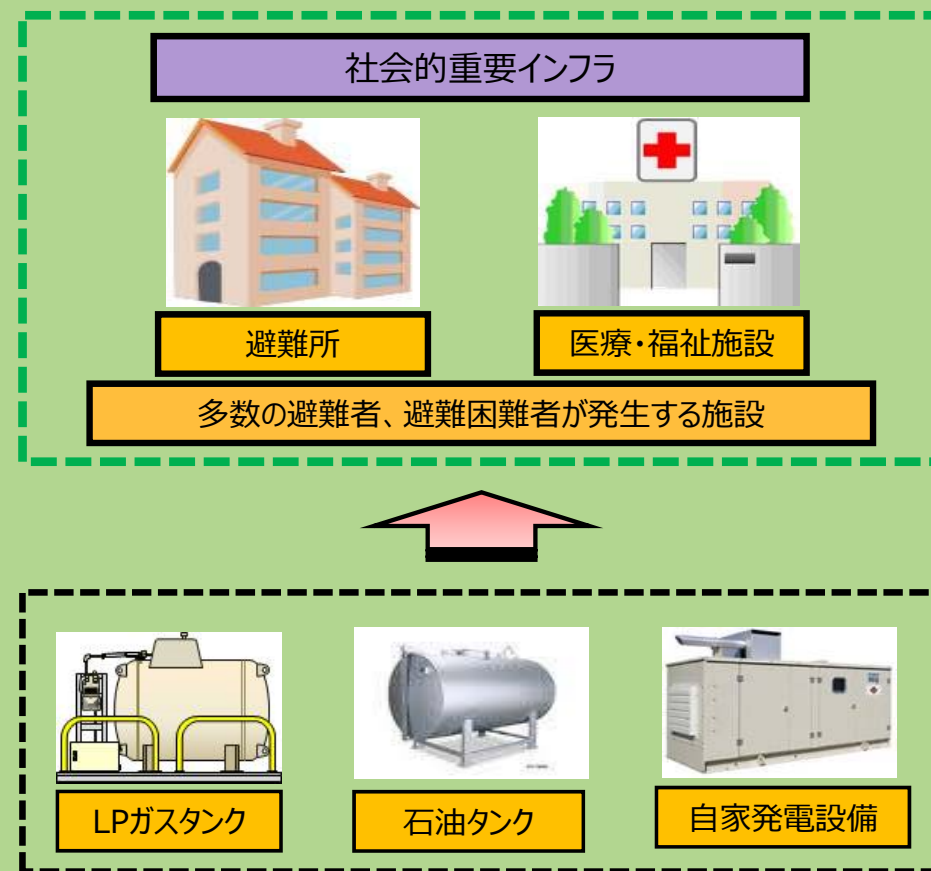 社会的重要インフラ
避難所
医療・福祉施設
多数の避難者、避難困難者が発生する施設
LPガスタンク
石油タンク
自家発電設備